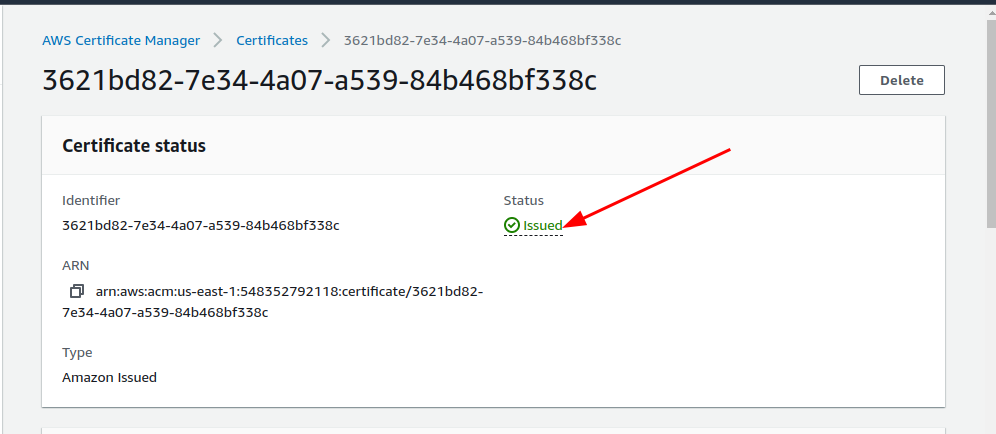 AWS Certificate Manager > Certificates > 3621bd82-7e34-4a07-a539-84b468bf338c
3621bd82-7e34-4a07-a539-84b468bf338c
Delete
Certificate status
Identifier
3621bd82-7e34-4a07-a539-84b468bf338c
Status
Issued
ARN
arn:aws:acm:us-east-1:548352792118:certificate/3621bd82-
7e34-4a07-a539-84b468bf338c
Type
Amazon Issued